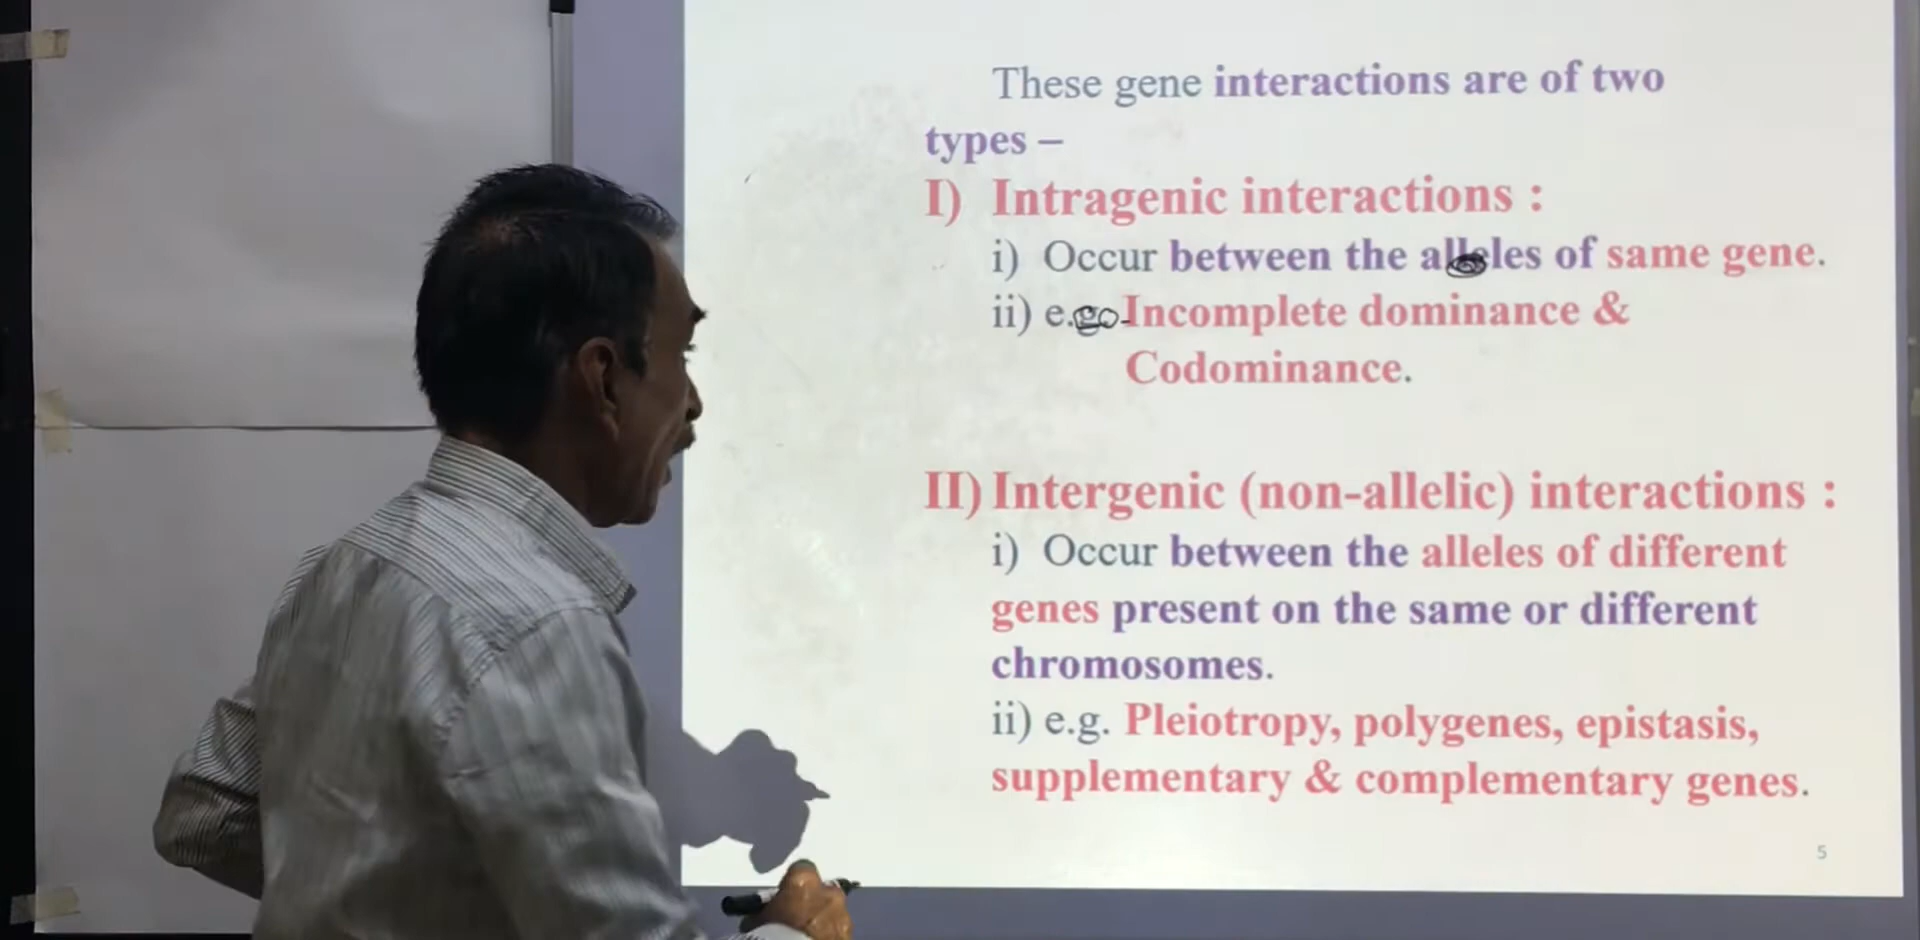 These gene interactions are of two
types –
I) Intragenic interactions :
i) Occur between the alleles of same gene.
ii) e.g. Incomplete dominance &
Codominance.
II) Intergenic (non-allelic) interactions :
i) Occur between the alleles of different
genes present on the same or different
chromosomes.
ii) e.g. Pleiotropy, polygenes, epistasis,
supplementary & complementary genes.
5